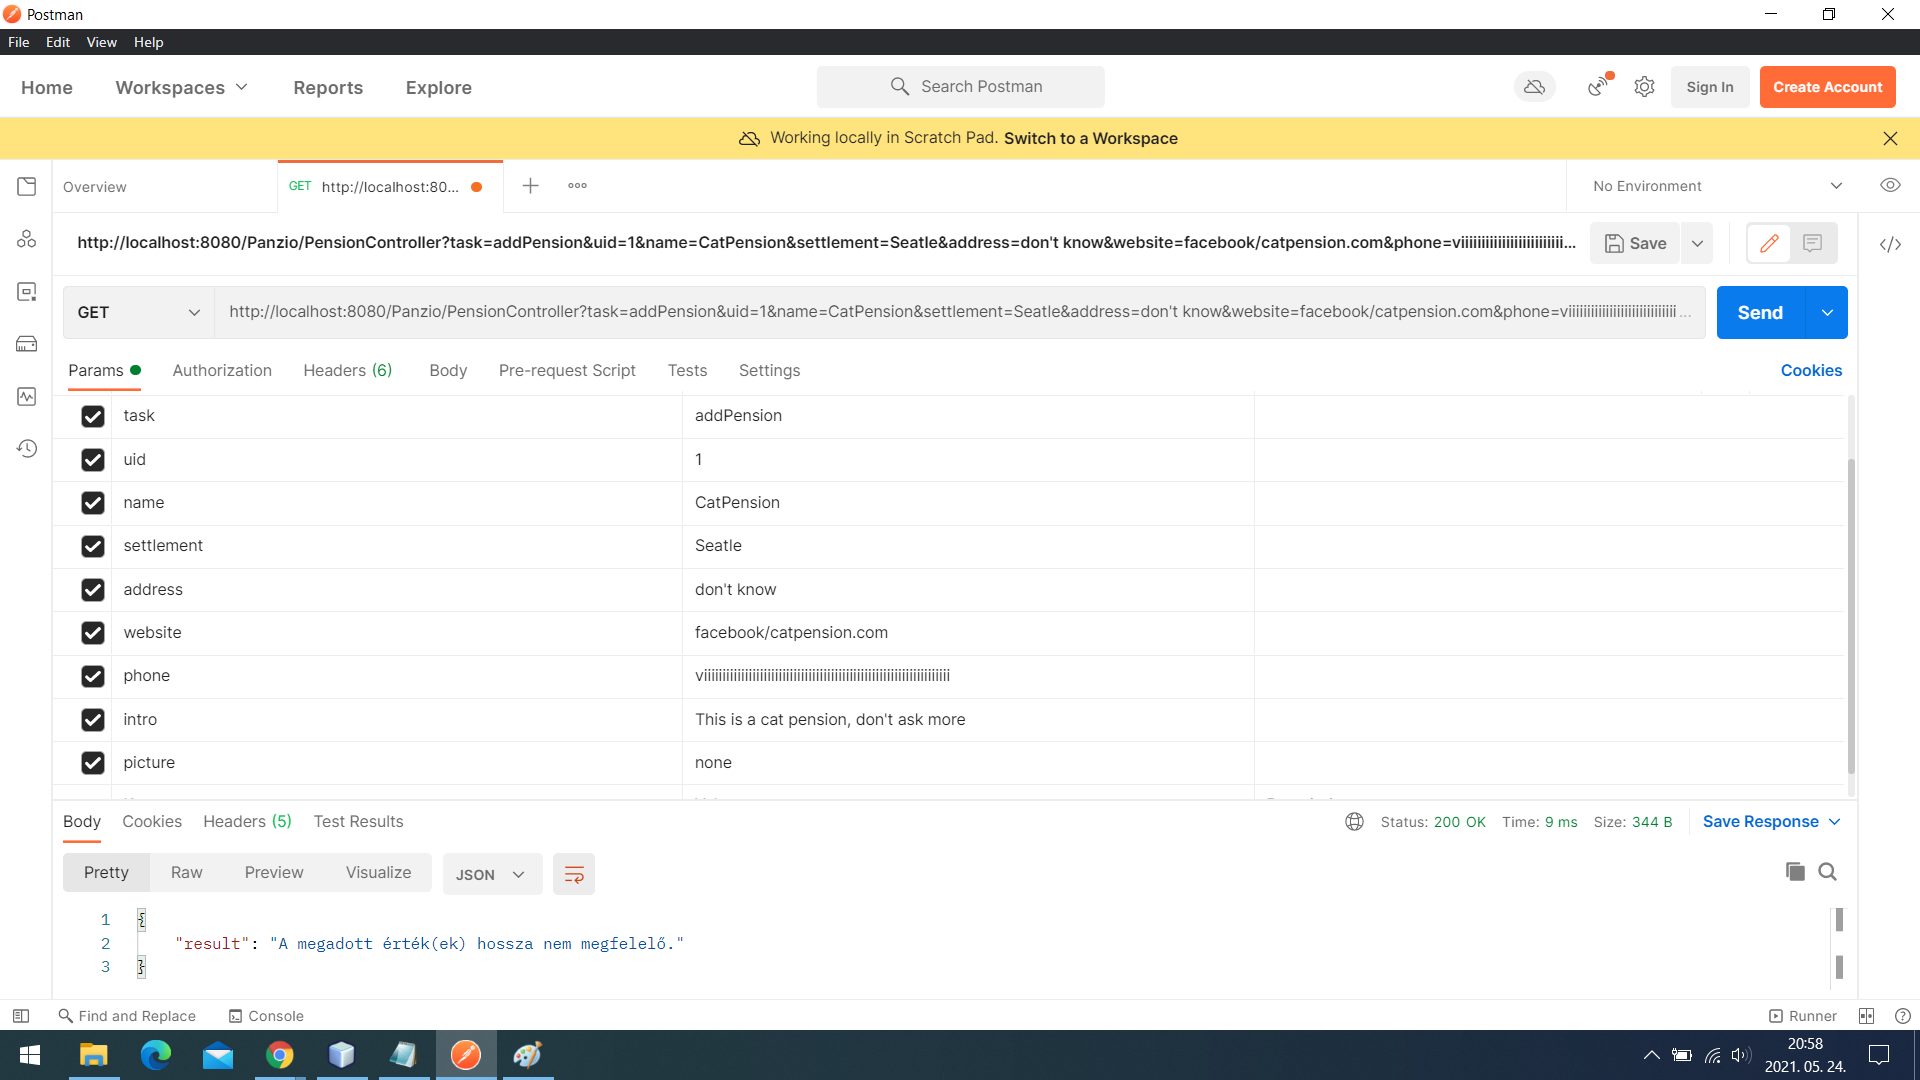 Postman
File Edit View Help
Home Workspaces Reports Explore Search Postman Sign In Create Account
Working locally in Scratch Pad. Switch to a Workspace
Overview GET http://localhost:80... No Environment
http://localhost:8080/Panzio/PensionController?task=addPension&uid=1&name=CatPension&settlement=Seatle&address=don't know&website=facebook/catpension.com&phone=viiiiiiiiiiiiiiiiiiiiiiiii... Save
GET http://localhost:8080/Panzio/PensionController?task=addPension&uid=1&name=CatPension&settlement=Seatle&address=don't know&website=facebook/catpension.com&phone=viiiiiiiiiiiiiiiiiiiiiiiiiiiii ... Send
Params Authorization Headers (6) Body Pre-request Script Tests Settings Cookies
task addPension
uid 1
name CatPension
settlement Seatle
address don't know
website facebook/catpension.com
phone viiiiiiiiiiiiiiiiiiiiiiiiiiiiiiiiiiiiiiiiiiiiiiiiiiiiiiiiiiiiiiiii
intro This is a cat pension, don't ask more
picture none
Body Cookies Headers (5) Test Results Status: 200 OK Time: 9 ms Size: 344 B Save Response
Pretty Raw Preview Visualize JSON
1 {
2 "result": "A megadott érték(ek) hossza nem megfelelő."
3 }
Find and Replace Console Runner
20:58
2021. 05. 24.